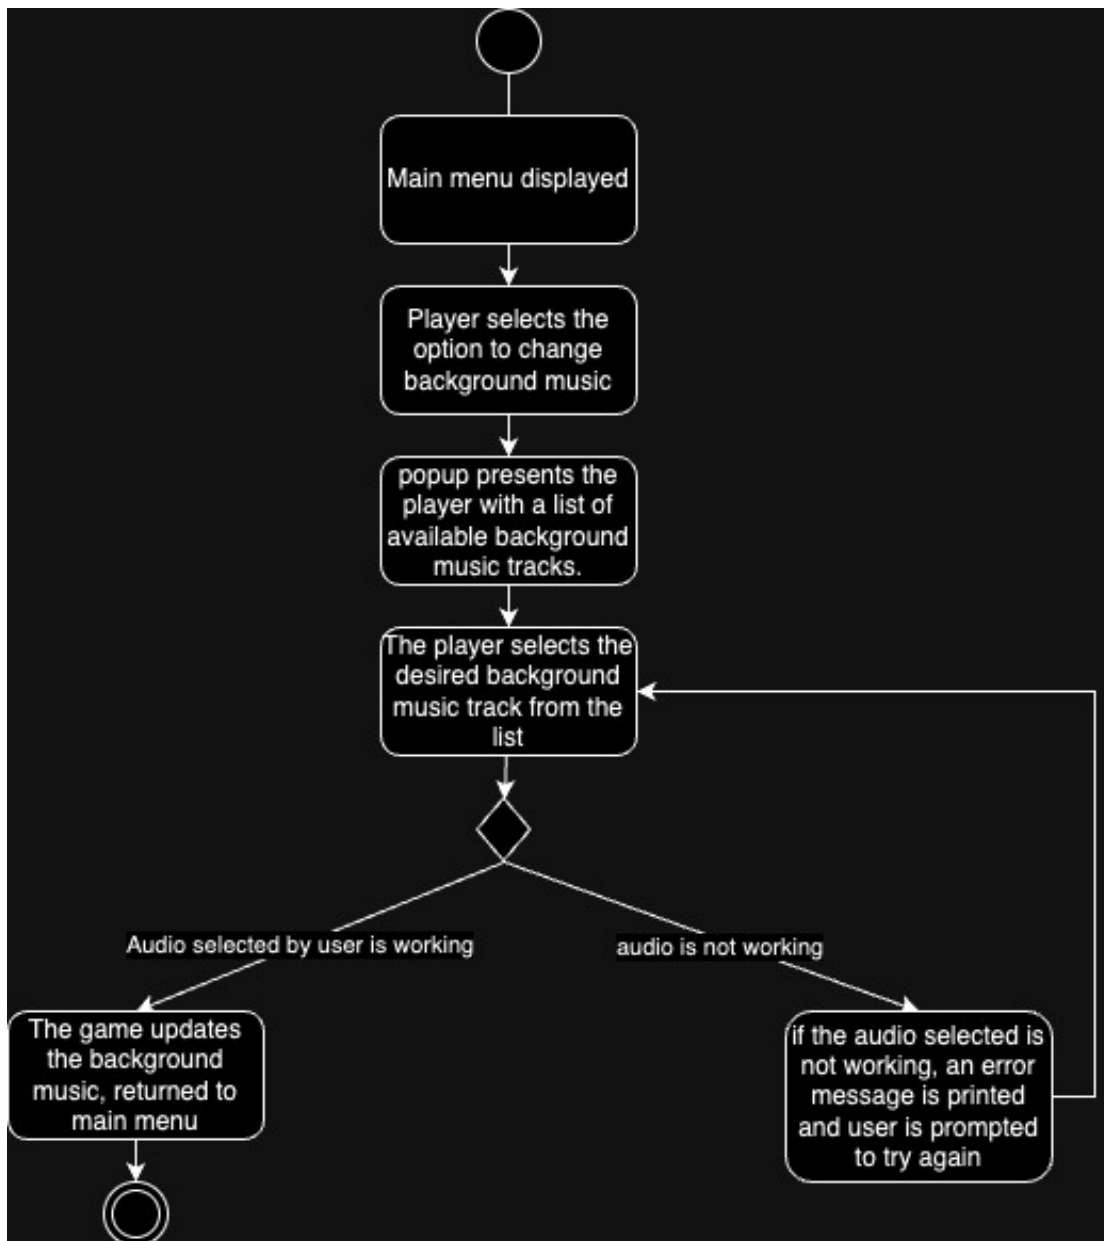 Main menu displayed
Player selects the
option to change
background music
popup presents the
player with a list of
available background
music tracks.
The player selects the
desired background
music track from the
list
Audio selected by user is working
audio is not working
The game updates
the background
music, returned to
main menu
if the audio selected is
not working, an error
message is printed
and user is prompted
to try again